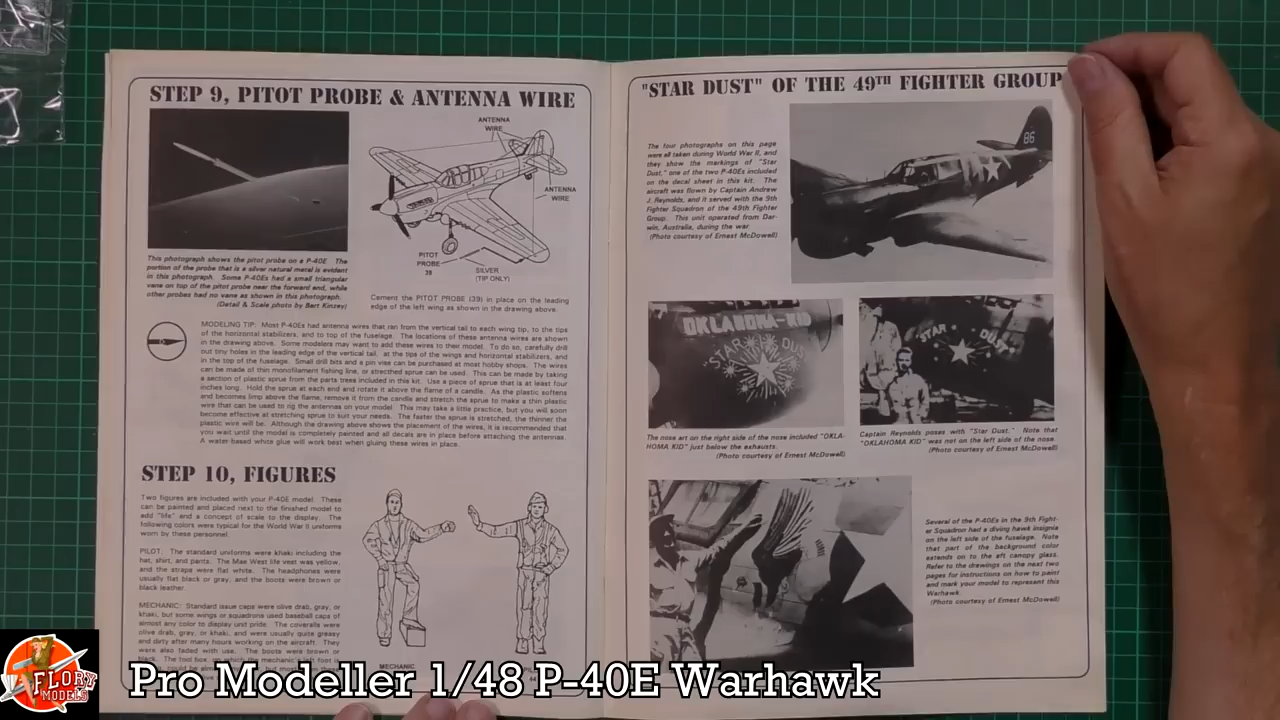 STEP 9, PITOT PROBE & ANTENNA WIRE
ANTENNA
WIRE
ANTENNA
WIRE
PITOT
PROBE
39
SILVER
(TIP ONLY)
This photograph shows the pitot probe on a P-40E. The
portion of the probe that is a silver natural metal is evident
in this photograph. Some P-40Es had a small triangular
vane on top of the pitot probe near the forward end, while
other probes had no vane as shown in this photograph.
(Detail & Scale photo by Bart Kinzey)
Cement the PITOT PROBE (39) in place on the leading
edge of the left wing as shown in the drawing above.
MODELING TIP: Most P-40Es had antenna wires that ran from the vertical tail to each wing tip, to the tips
of the horizontal stabilizers, and to top of the fuselage. The locations of these antenna wires are shown
in the drawing above. Some modelers may want to add these wires to their model. To do so, carefully drill
out tiny holes in the leading edge of the vertical tail, at the tips of the wings and horizontal stabilizers, and
in the top of the fuselage. Small drill bits and a pin vise can be purchased at most hobby shops. The wires
can be made of thin monofilament fishing line, or strecthed sprue can be used. This can be made by taking
a section of plastic sprue from the parts trees included in this kit. Use a piece of sprue that is at least four
inches long. Hold the sprue at each end and rotate it above the flame of a candle. As the plastic softens
and becomes limp above the flame, remove it from the candle and stretch the sprue to make a thin plastic
wire that can be used to rig the antennas on your model. This may take a little practice, but you will soon
become effective at stretching sprue to suit your needs. The faster the sprue is stretched, the thinner the
plastic wire will be. Although the drawing above shows the placement of the wires, it is recommended that
you wait until the model is completely painted and all decals are in place before attaching the antennas.
A water-based white glue will work best when gluing these wires in place.
STEP 10, FIGURES
Two figures are included with your P-40E model. These
can be painted and placed next to the finished model to
add "life" and a concept of scale to the display. The
following colors were typical for the World War II uniforms
worn by these personnel.
PILOT: The standard uniforms were khaki including the
hat, shirt, and pants. The Mae West life vest was yellow,
and the straps were flat white. The headphones were
usually flat black or gray, and the boots were brown or
black leather.
MECHANIC: Standard issue caps were olive drab, gray, or
khaki, but some wings or squadrons used baseball caps of
almost any color to display unit pride. The coveralls were
olive drab, gray, or khaki, and were usually quite greasy
and dirty after many hours working on the aircraft. They
were also faded with use. The boots were brown or
black. The tool box, on which the mechanic's left foot is
MECHANIC
"STAR DUST" OF THE 49TH FIGHTER GROUP
The four photographs on this page
were all taken during World War II, and
they show the markings of "Star
Dust," one of the two P-40Es included
on the decal sheet in this kit. The
aircraft was flown by Captain Andrew
J. Reynolds, and it served with the 9th
Fighter Squadron of the 49th Fighter
Group. This unit operated from Dar-
win, Australia, during the war.
(Photo courtesy of Ernest McDowell)
86
OKLAHOMA-KID
STAR DUST
STAR DUST
The nose art on the right side of the nose included "OKLA-
HOMA KID" just below the exhausts.
(Photo courtesy of Ernest McDowell)
Captain Reynolds poses with "Star Dust." Note that
"OKLAHOMA KID" was not on the left side of the nose.
(Photo courtesy of Ernest McDowell)
Several of the P-40Es in the 9th Fight-
er Squadron had a diving hawk insignia
on the left side of the fuselage. Note
that part of the background color
extends on to the aft canopy glass.
Refer to the drawings on the next two
pages for instructions on how to paint
and mark your model to represent this
Warhawk.
(Photo courtesy of Ernest McDowell)
FLORY
MODELS
Pro Modeller 1/48 P-40E Warhawk